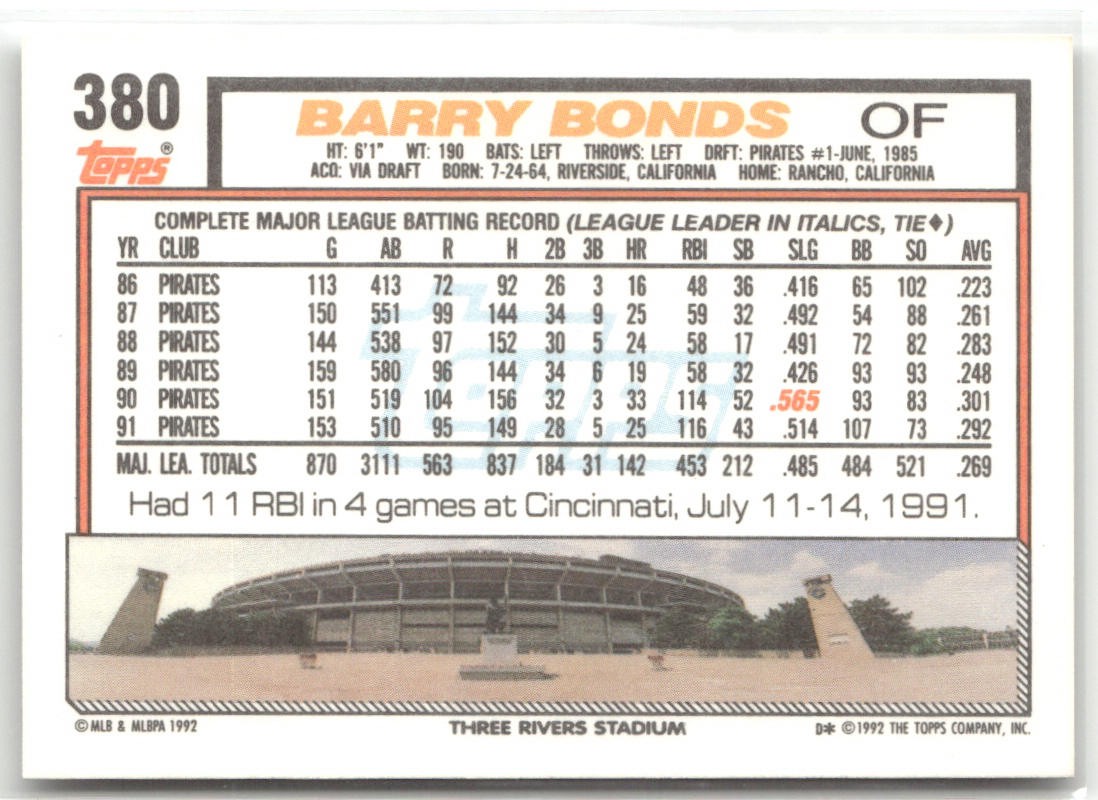 380
topps®
BARRY BONDS OF
HT: 6'1" WT: 190 BATS: LEFT THROWS: LEFT DRFT: PIRATES #1-JUNE, 1985
ACQ: VIA DRAFT BORN: 7-24-64, RIVERSIDE, CALIFORNIA HOME: RANCHO, CALIFORNIA
COMPLETE MAJOR LEAGUE BATTING RECORD (LEAGUE LEADER IN ITALICS, TIE♦)
YR CLUB G AB R H 2B 3B HR RBI SB SLG BB SO AVG
86 PIRATES 113 413 72 92 26 3 16 48 36 .416 65 102 .223
87 PIRATES 150 551 99 144 34 9 25 59 32 .492 54 88 .261
88 PIRATES 144 538 97 152 30 5 24 58 17 .491 72 82 .283
89 PIRATES 159 580 96 144 34 6 19 58 32 .426 93 93 .248
90 PIRATES 151 519 104 156 32 3 33 114 52 .565 93 83 .301
91 PIRATES 153 510 95 149 28 5 25 116 43 .514 107 73 .292
MAJ. LEA. TOTALS 870 3111 563 837 184 31 142 453 212 .485 484 521 .269
topps
Had 11 RBI in 4 games at Cincinnati, July 11-14, 1991.
© MLB & MLBPA 1992 THREE RIVERS STADIUM D* ©1992 THE TOPPS COMPANY, INC.